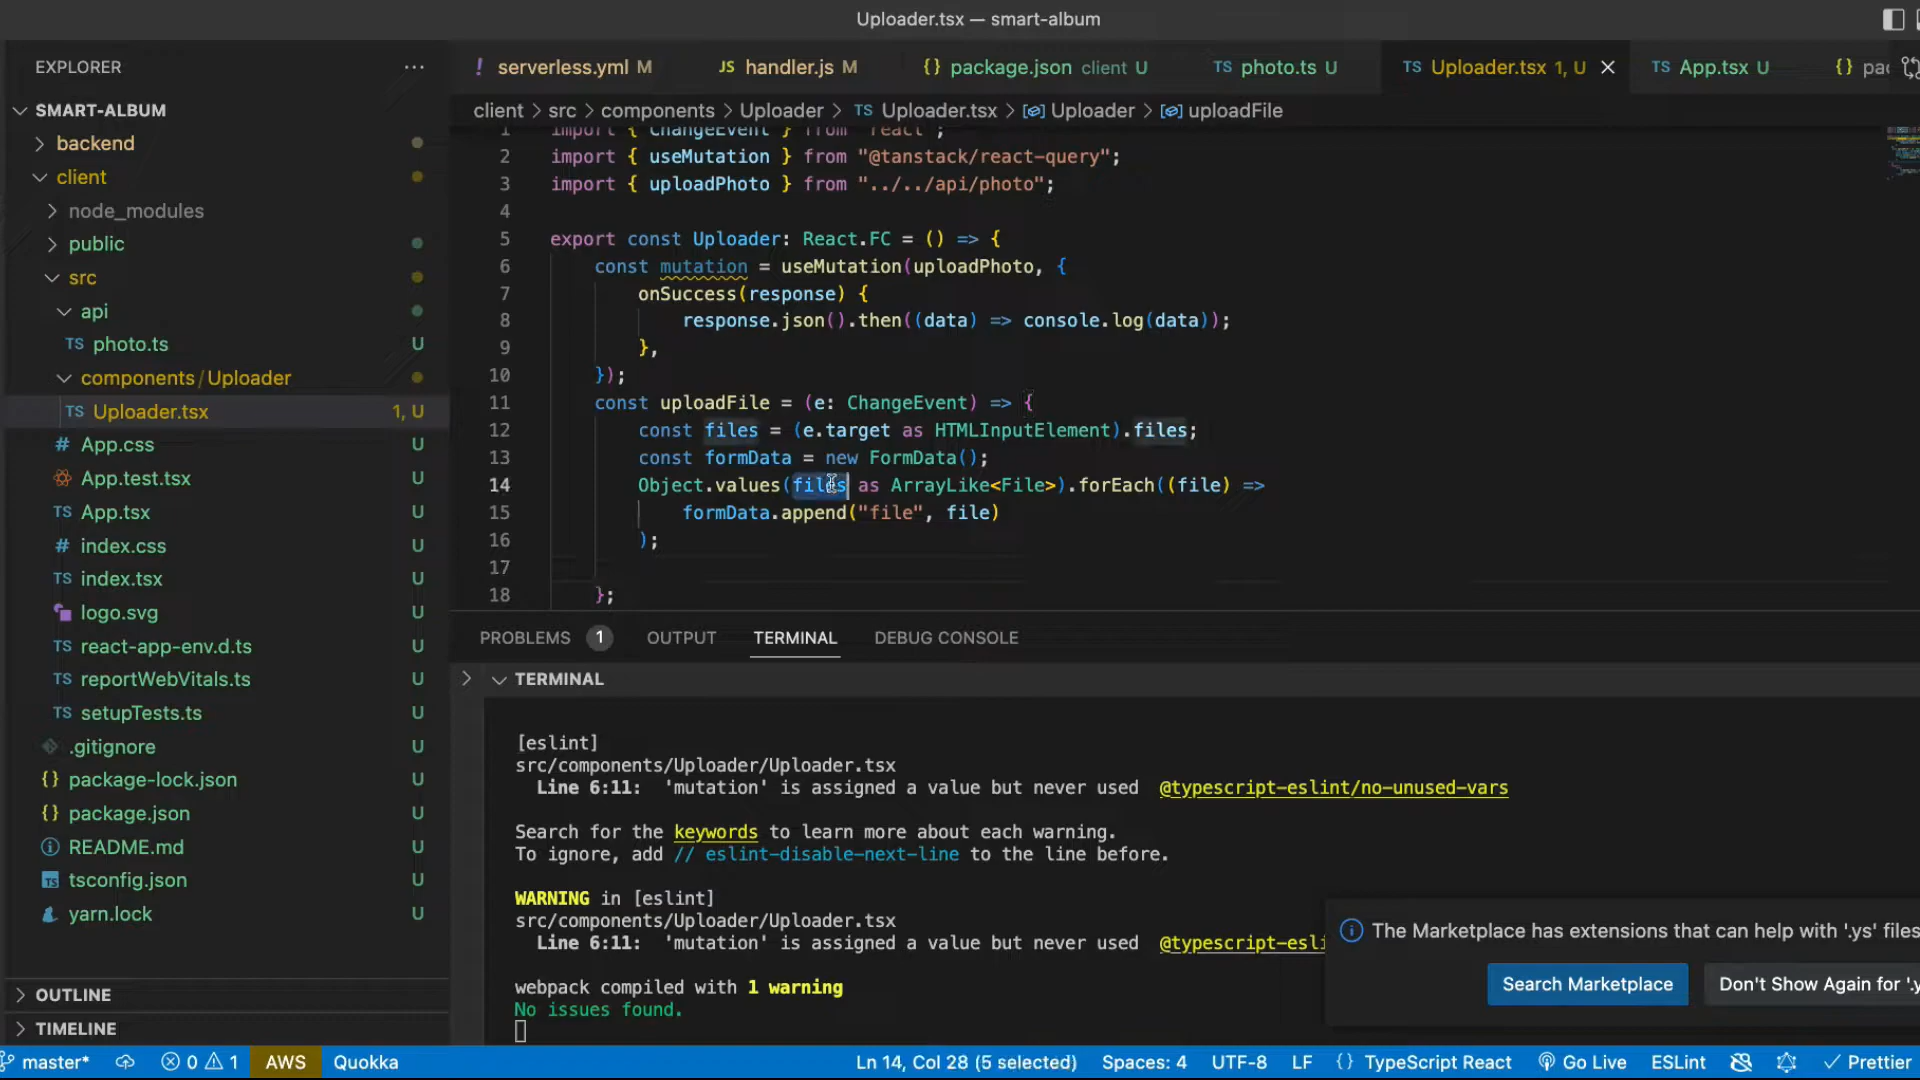 Uploader.tsx — smart-album
EXPLORER
SMART-ALBUM
backend
client
node_modules
public
src
api
TS photo.ts U
components / Uploader
TS Uploader.tsx 1, U
# App.css U
App.test.tsx U
TS App.tsx U
# index.css U
TS index.tsx U
logo.svg U
TS react-app-env.d.ts U
TS reportWebVitals.ts U
TS setupTests.ts U
.gitignore U
{} package-lock.json U
{} package.json U
README.md U
tsconfig.json U
yarn.lock U
OUTLINE
TIMELINE
! serverless.yml M
JS handler.js M
{} package.json client U
TS photo.ts U
TS Uploader.tsx 1, U
TS App.tsx U
{} pac
client > src > components > Uploader > TS Uploader.tsx > Uploader > uploadFile
1 import { ChangeEvent } from "react";
2 import { useMutation } from "@tanstack/react-query";
3 import { uploadPhoto } from "../../api/photo";
4
5 export const Uploader: React.FC = () => {
6 const mutation = useMutation(uploadPhoto, {
7 onSuccess(response) {
8 response.json().then((data) => console.log(data));
9 },
10 });
11 const uploadFile = (e: ChangeEvent) => {
12 const files = (e.target as HTMLInputElement).files;
13 const formData = new FormData();
14 Object.values(files as ArrayLike<File>).forEach((file) =>
15 formData.append("file", file)
16 );
17
18 };
PROBLEMS 1 OUTPUT TERMINAL DEBUG CONSOLE
TERMINAL
[eslint]
src/components/Uploader/Uploader.tsx
Line 6:11: 'mutation' is assigned a value but never used @typescript-eslint/no-unused-vars
Search for the keywords to learn more about each warning.
To ignore, add // eslint-disable-next-line to the line before.
WARNING in [eslint]
src/components/Uploader/Uploader.tsx
Line 6:11: 'mutation' is assigned a value but never used @typescript-esli
webpack compiled with 1 warning
No issues found.
The Marketplace has extensions that can help with '.ys' files
Search Marketplace
Don't Show Again for '.y
master* 0 1 AWS Quokka Ln 14, Col 28 (5 selected) Spaces: 4 UTF-8 LF {} TypeScript React Go Live ESLint Prettier